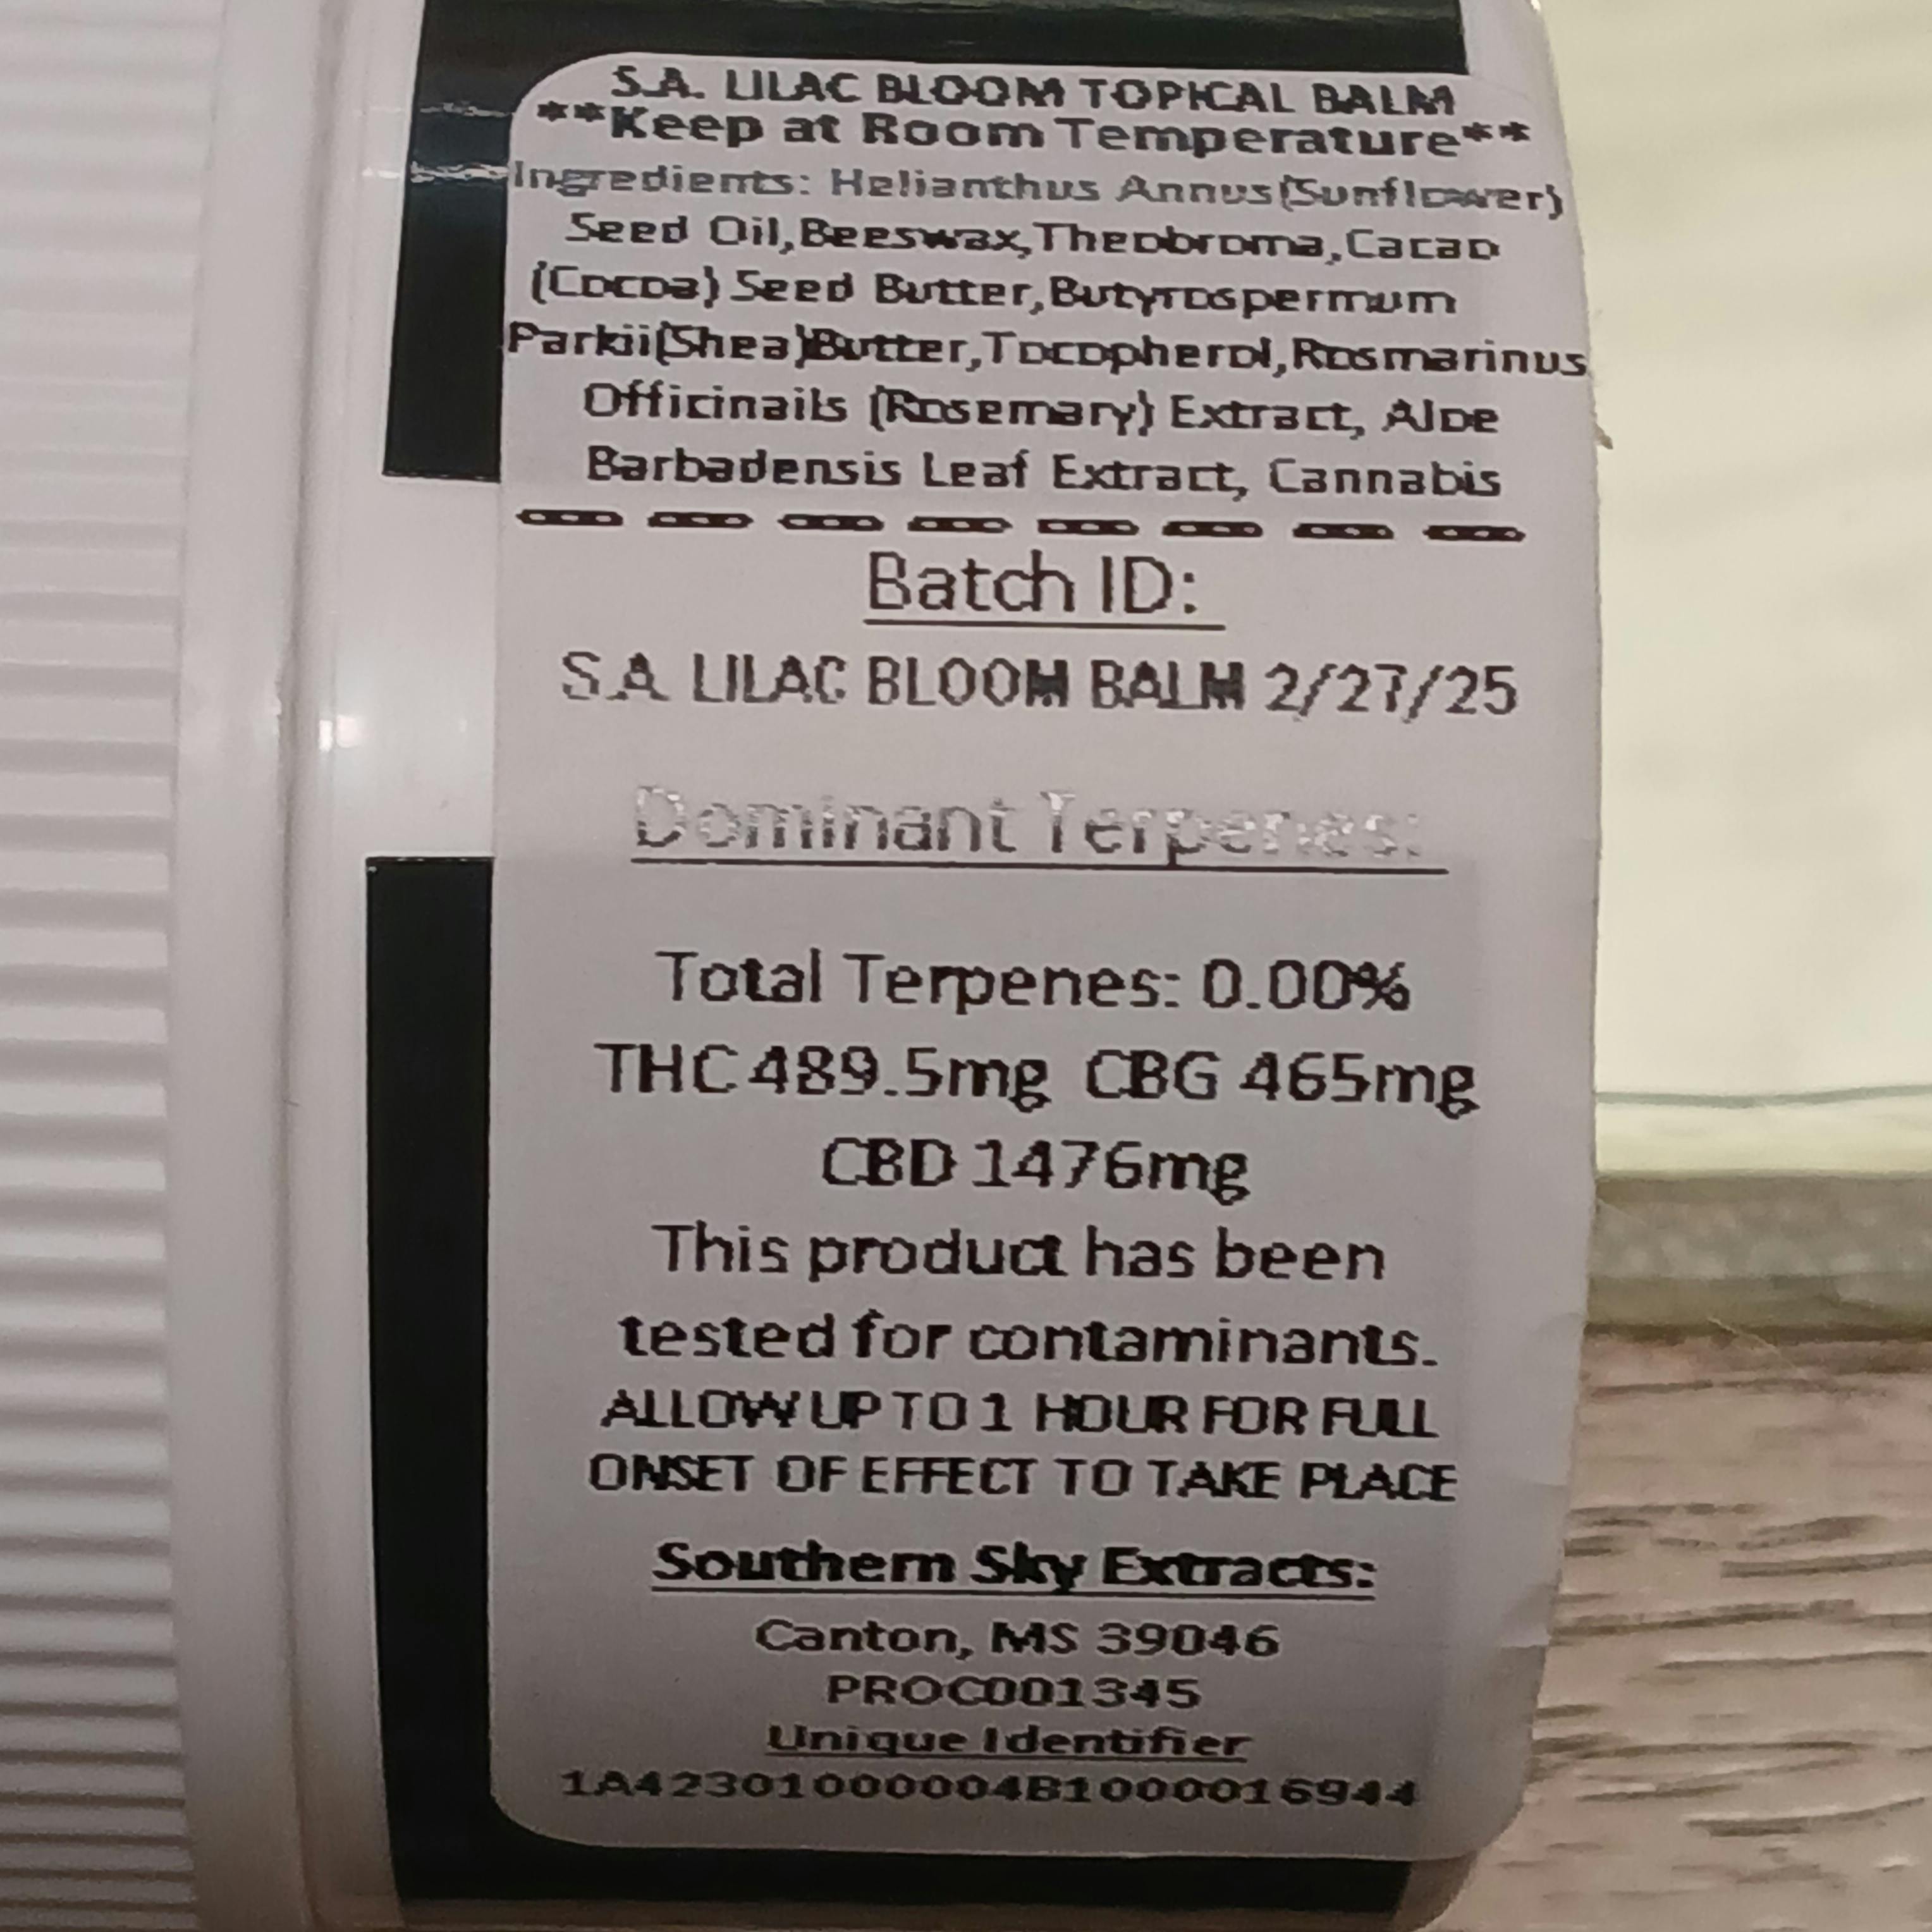 S.A. LILAC BLOOM TOPICAL BALM
**Keep at Room Temperature**
Ingredients: Helianthus Annus(Sunflower)
Seed Oil,Beeswax,Theobroma,Cacao
(Cocoa) Seed Butter,Butyrospermum
Parkii(Shea)Butter,Tocopherol,Rosmarinus
Officinails (Rosemary) Extract, Aloe
Barbadensis Leaf Extract, Cannabis
Batch ID:
S.A. LILAC BLOOM BALM 2/27/25
Dominant Terpenes:
Total Terpenes: 0.00%
THC 489.5mg CBG 465mg
CBD 1476mg
This product has been
tested for contaminants.
ALLOW UP TO 1 HOUR FOR FULL
ONSET OF EFFECT TO TAKE PLACE
Southern Sky Extracts:
Canton, MS 39046
PROC001345
Unique Identifier
1A42301000004B1000016944